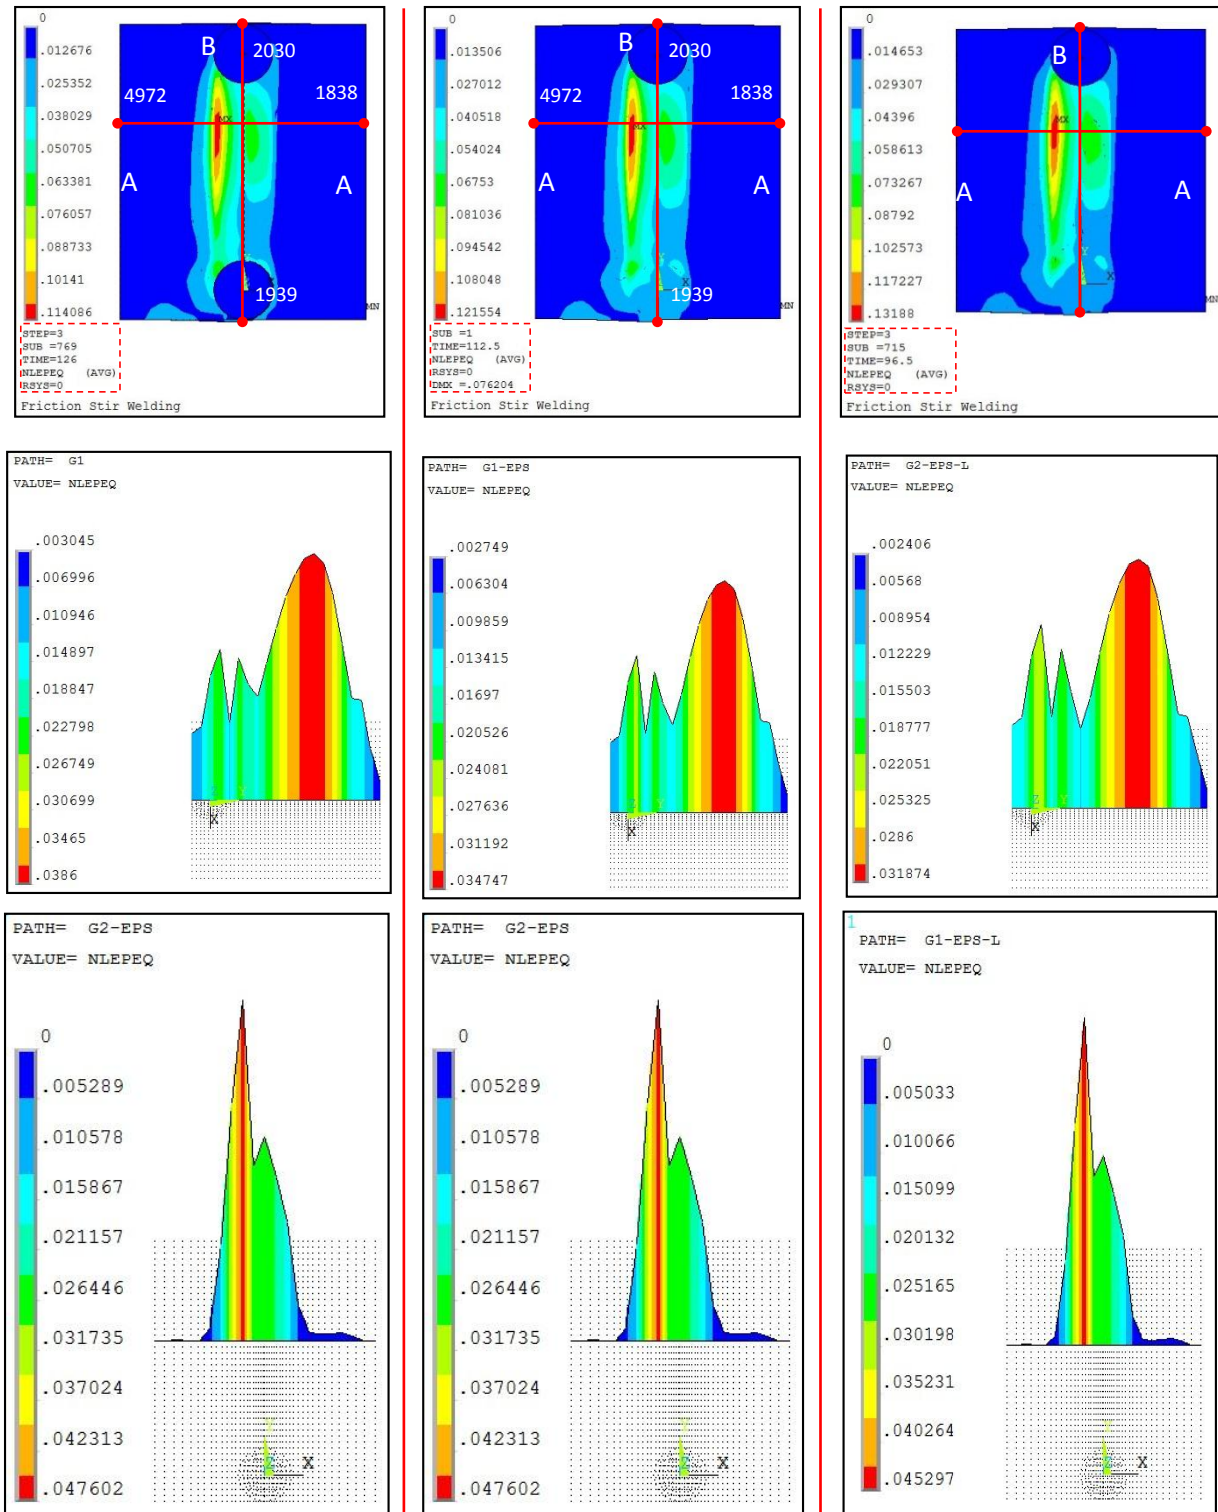 0
.012676
.025352
.038029
.050705
.063381
.076057
.088733
.10141
.114086
B
2030
4972
1838
MX
A
A
Y
X
1939
MN
STEP=3
SUB =769
TIME=126
NLEPEQ (AVG)
RSYS=0
Friction Stir Welding
0
.013506
.027012
.040518
.054024
.06753
.081036
.094542
.108048
.121554
B
2030
4972
1838
MX
A
A
Y
X
1939
MN
SUB =1
TIME=112.5
NLEPEQ (AVG)
RSYS=0
DMX =.076204
Friction Stir Welding
0
.014653
.029307
.04396
.058613
.073267
.08792
.102573
.117227
.13188
B
MX
A
A
Y
X
STEP=3
SUB =715
TIME=96.5
NLEPEQ (AVG)
RSYS=0
Friction Stir Welding
PATH= G1
VALUE= NLEPEQ
.003045
.006996
.010946
.014897
.018847
.022798
.026749
.030699
.03465
.0386
Z Y
X
PATH= G1-EPS
VALUE= NLEPEQ
.002749
.006304
.009859
.013415
.01697
.020526
.024081
.027636
.031192
.034747
Z Y
X
PATH= G2-EPS-L
VALUE= NLEPEQ
.002406
.00568
.008954
.012229
.015503
.018777
.022051
.025325
.0286
.031874
Z Y
X
PATH= G2-EPS
VALUE= NLEPEQ
0
.005289
.010578
.015867
.021157
.026446
.031735
.037024
.042313
.047602
Y
Z X
PATH= G2-EPS
VALUE= NLEPEQ
0
.005289
.010578
.015867
.021157
.026446
.031735
.037024
.042313
.047602
Y
Z X
1
PATH= G1-EPS-L
VALUE= NLEPEQ
0
.005033
.010066
.015099
.020132
.025165
.030198
.035231
.040264
.045297
Y
Z X